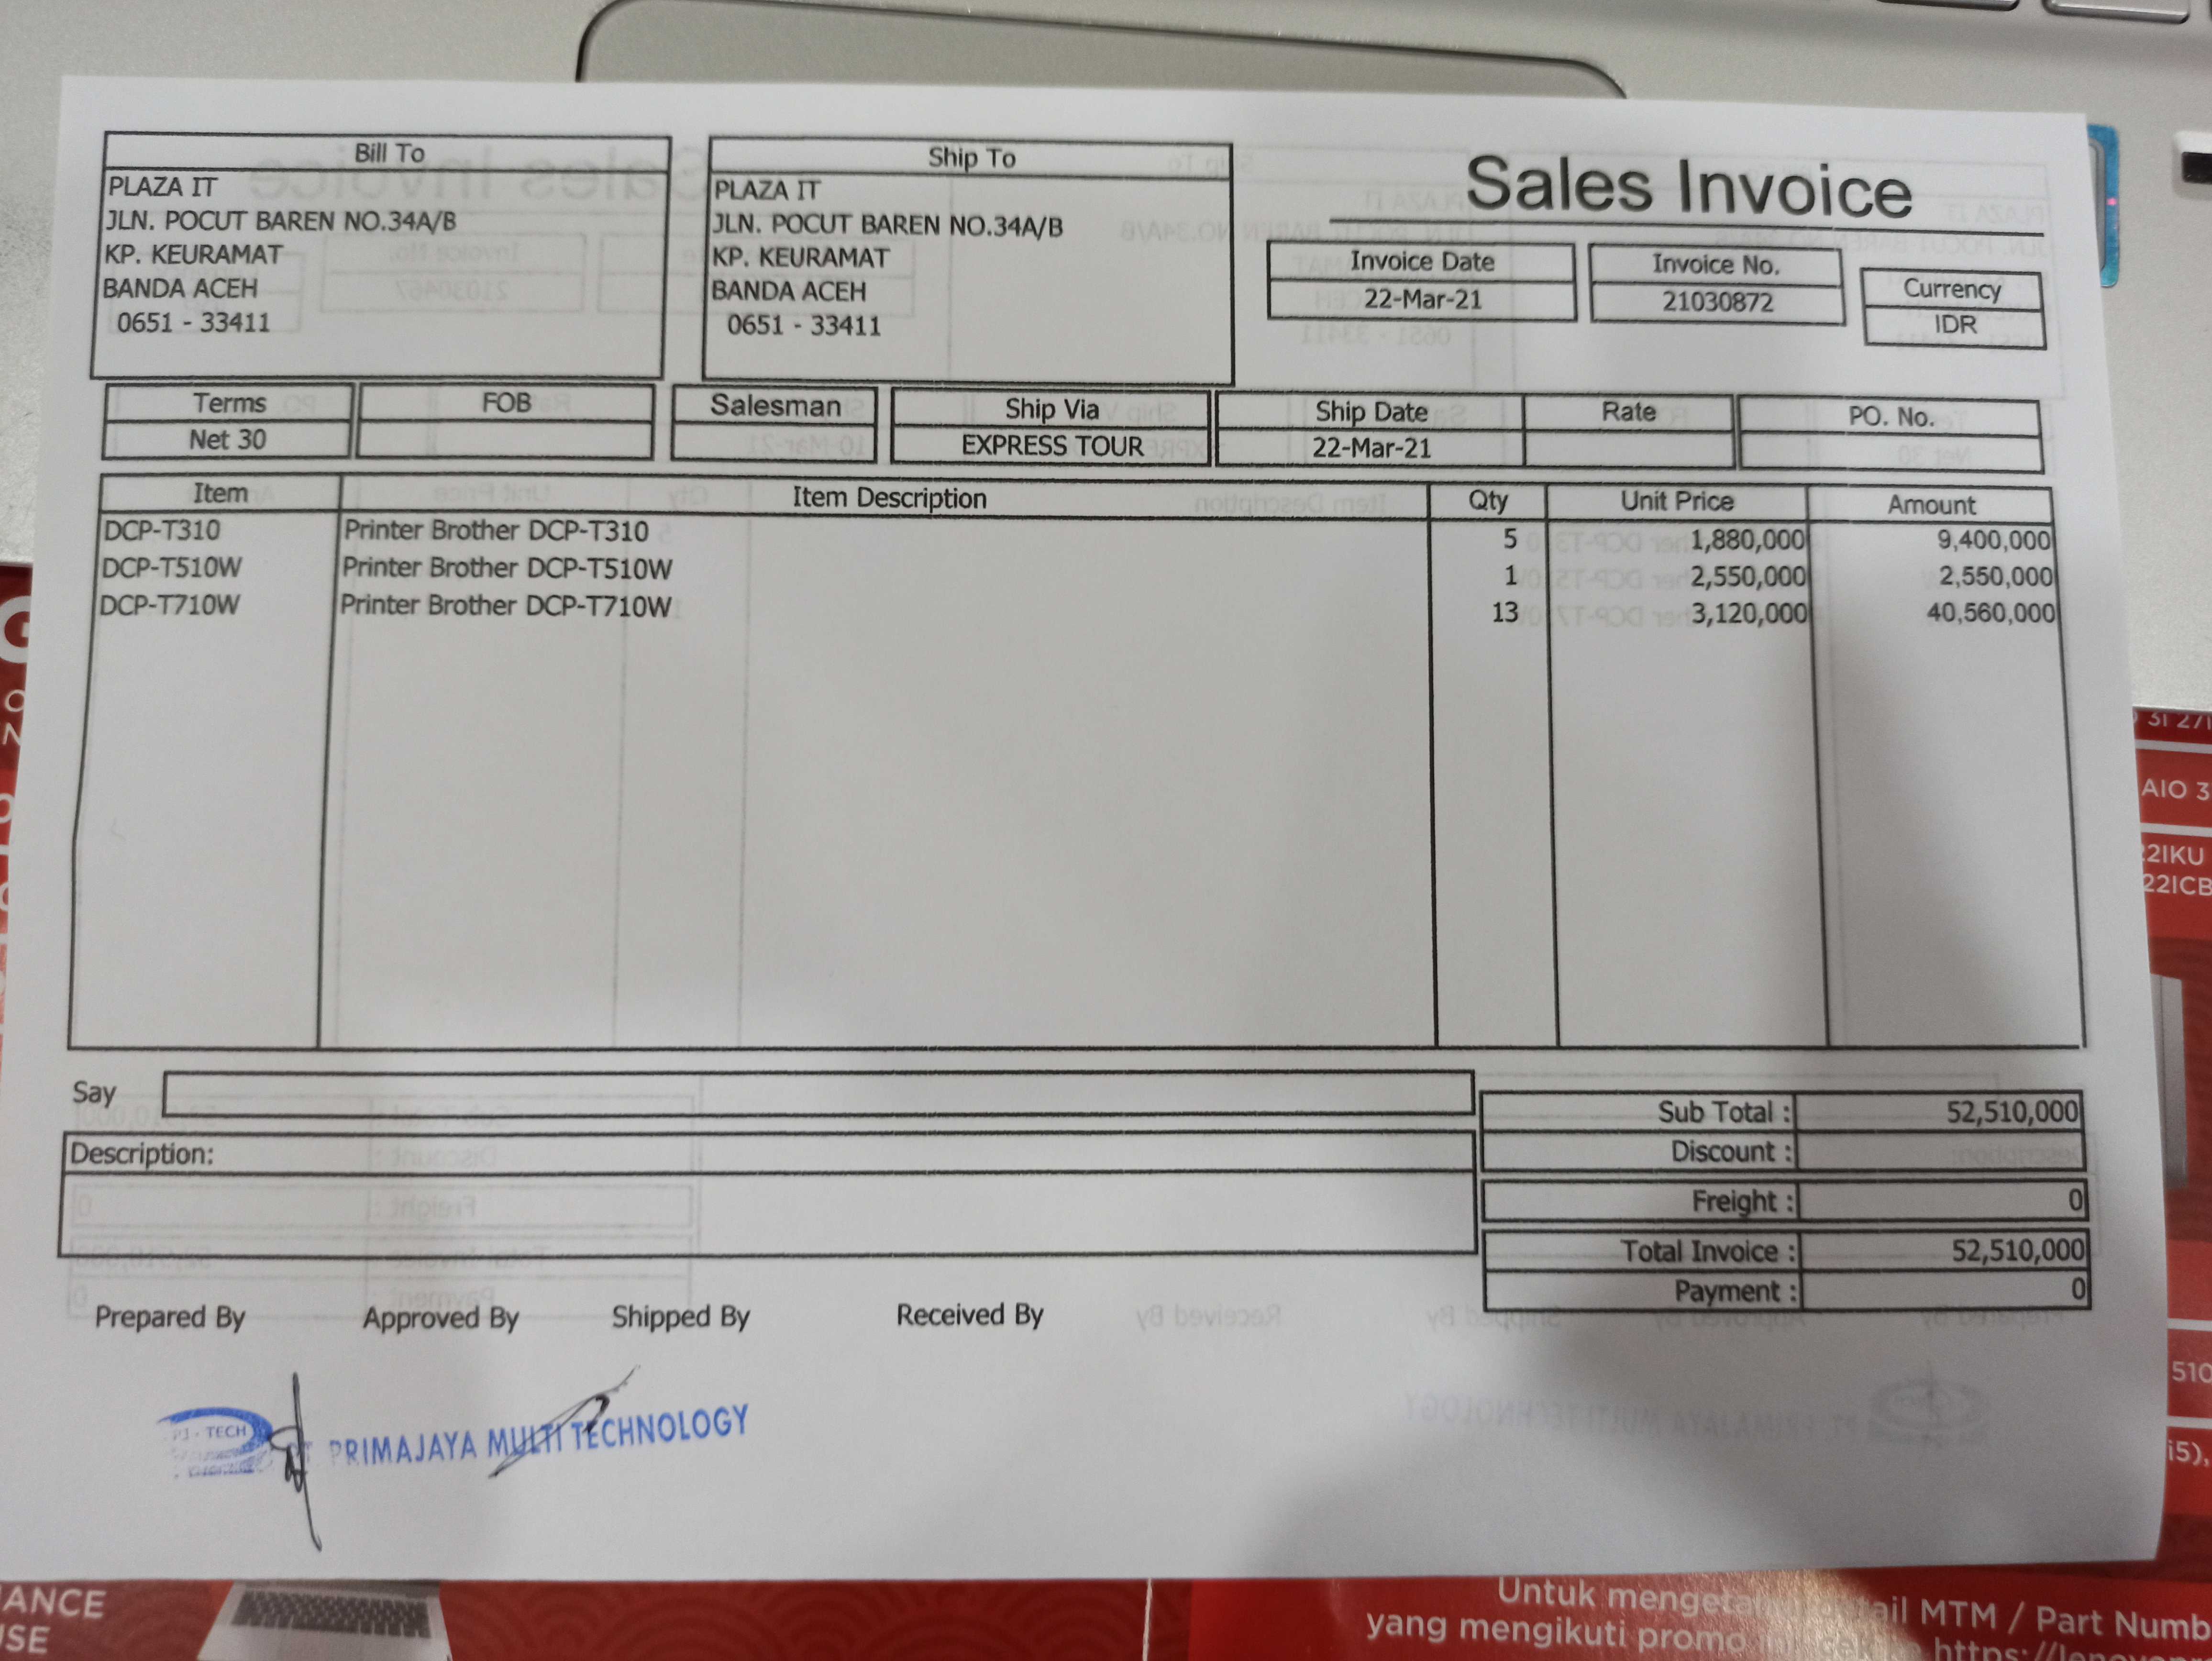 Bill To
PLAZA IT
JLN. POCUT BAREN NO.34A/B
KP. KEURAMAT
BANDA ACEH
0651 - 33411
Ship To
PLAZA IT
JLN. POCUT BAREN NO.34A/B
KP. KEURAMAT
BANDA ACEH
0651 - 33411
Sales Invoice
Invoice Date
22-Mar-21
Invoice No.
21030872
Currency
IDR
Terms FOB Salesman Ship Via Ship Date Rate PO. No.
Net 30 EXPRESS TOUR 22-Mar-21
Item Item Description Qty Unit Price Amount
DCP-T310 Printer Brother DCP-T310 5 1,880,000 9,400,000
DCP-T510W Printer Brother DCP-T510W 1 2,550,000 2,550,000
DCP-T710W Printer Brother DCP-T710W 13 3,120,000 40,560,000
Say
Description:
Sub Total : 52,510,000
Discount :
Freight : 0
Total Invoice : 52,510,000
Payment : 0
Prepared By Approved By Shipped By Received By
TECH
PRIMAJAYA MULTI TECHNOLOGY
AIO 3
22ICB
510
i5),
Untuk
MTM / Part Numb
yang mengikuti promo